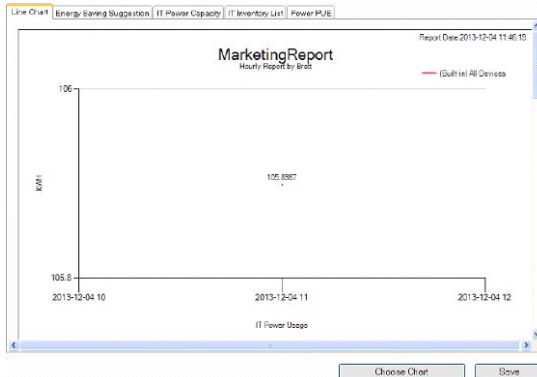 Line Chart Energy Saving Suggestion IT Power Capacity IT Inventory List Power PUE
Report Date:2013-12-04 11:46:19
MarketingReport
Hourly Report by Brett
(Built-in) All Devices
106
105.8987
KWH
105.8
2013-12-04 10 2013-12-04 11 2013-12-04 12
IT Power Usage
Choose Chart Save